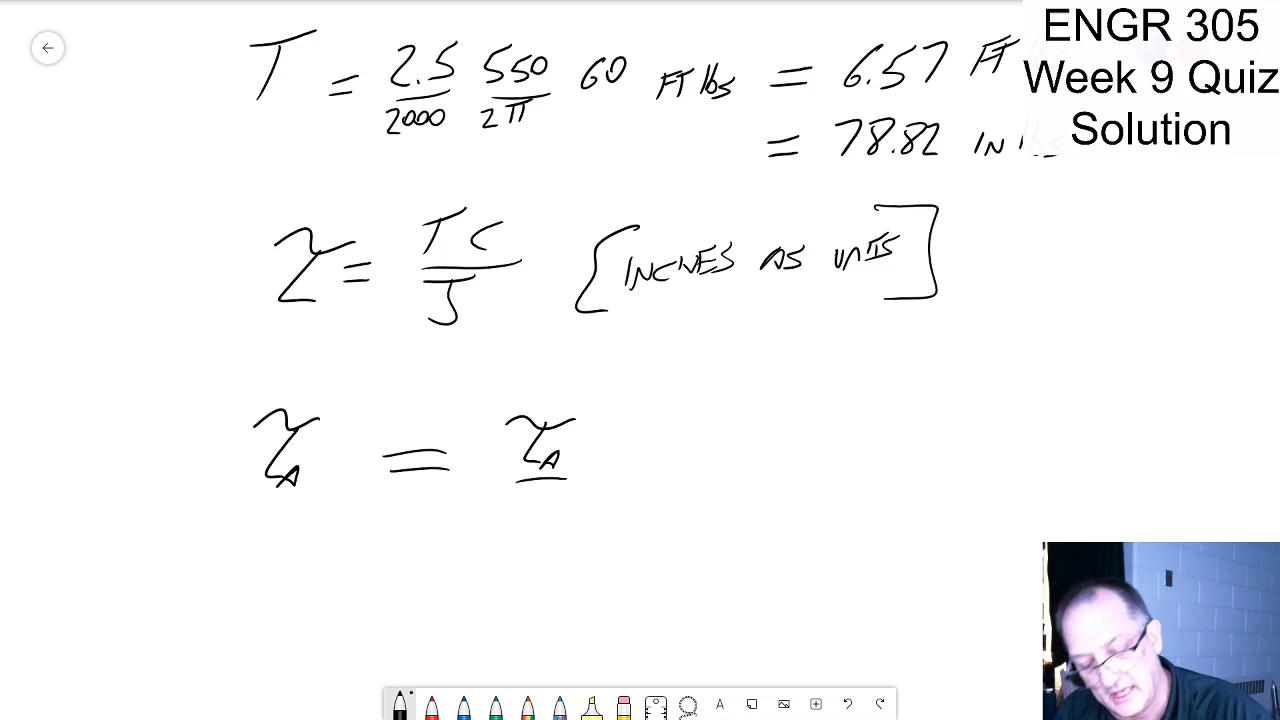 ENGR 305
Week 9 Quiz
Solution
T = 2.5/2000 550/2π 60 FT lbs = 6.57 FT
= 78.82 IN lbs
τ = TC/J [INCHES AS UNITS]
τA = τA
A